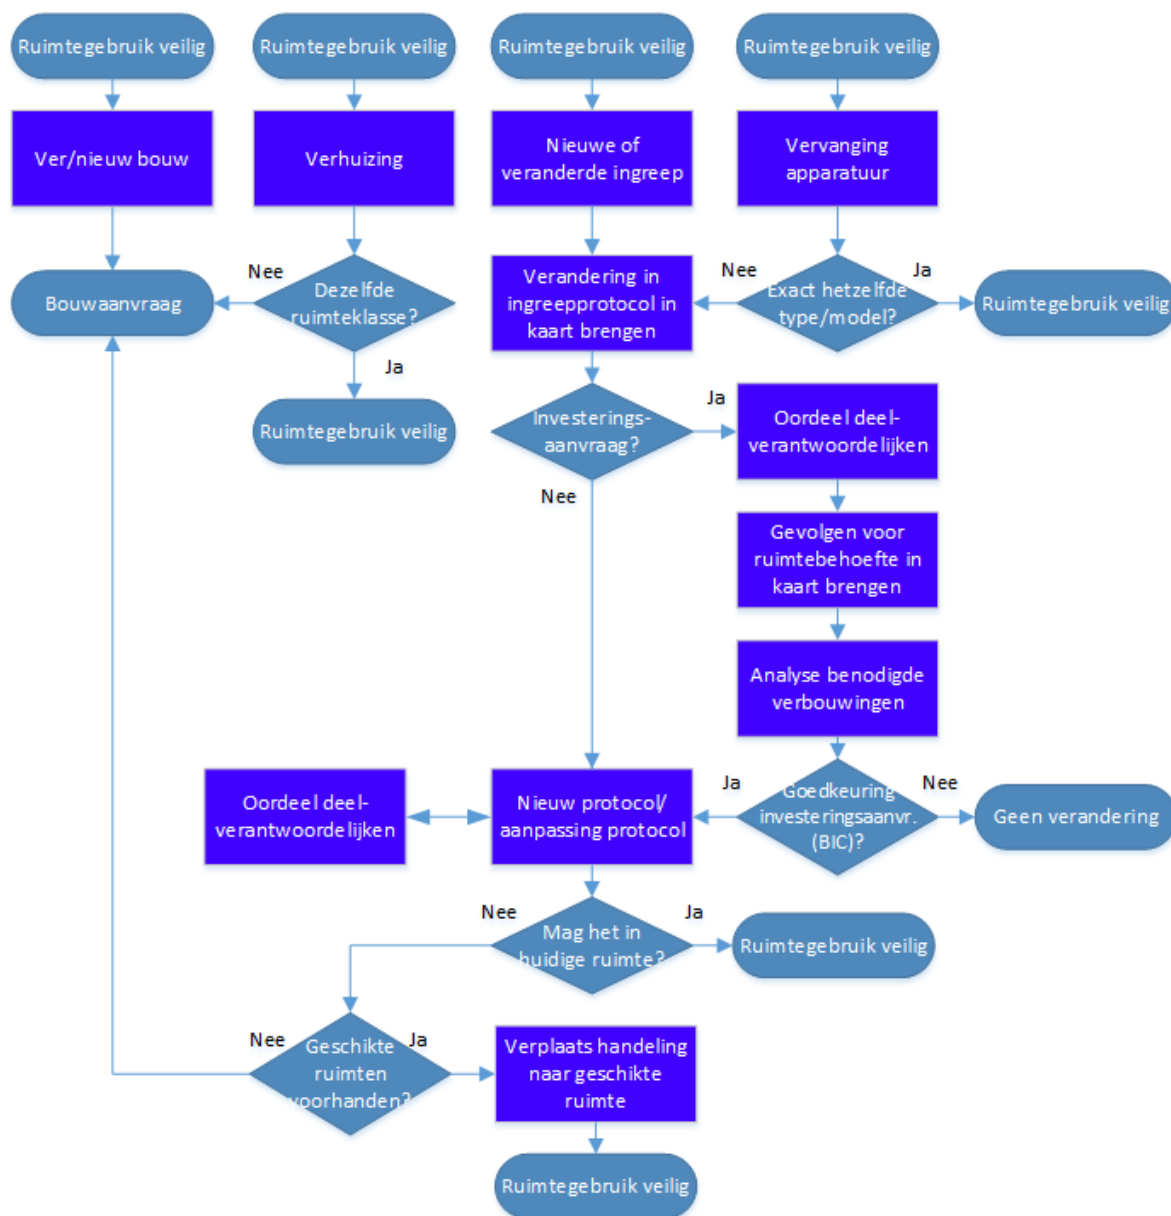 Ruimtegebruik veilig
Ruimtegebruik veilig
Ruimtegebruik veilig
Ruimtegebruik veilig
Ver/nieuw bouw
Verhuizing
Nieuwe of
veranderde ingreep
Vervanging
apparatuur
Bouwaanvraag
Nee
Dezelfde
ruimteklasse?
Ja
Ruimtegebruik veilig
Verandering in
ingreepprotocol in
kaart brengen
Nee
Exact hetzelfde
type/model?
Ja
Ruimtegebruik veilig
Investerings-
aanvraag?
Ja
Nee
Oordeel deel-
verantwoordelijken
Gevolgen voor
ruimtebehoefte in
kaart brengen
Analyse benodigde
verbouwingen
Oordeel deel-
verantwoordelijken
Nieuw protocol/
aanpassing protocol
Ja
Goedkeuring
investeringsaanvr.
(BIC)?
Nee
Geen verandering
Nee
Mag het in
huidige ruimte?
Ja
Ruimtegebruik veilig
Nee
Geschikte
ruimten
voorhanden?
Ja
Verplaats handeling
naar geschikte
ruimte
Ruimtegebruik veilig